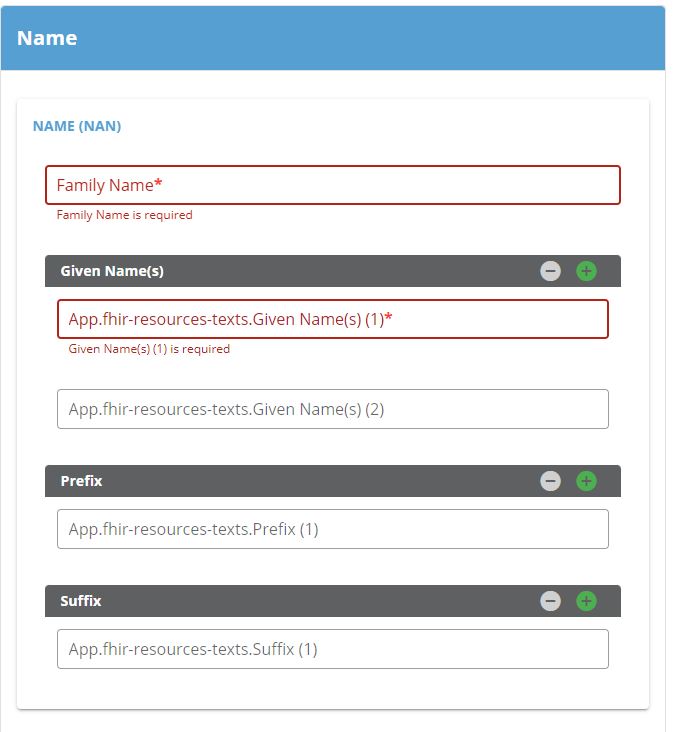 Name
NAME (NAN)
Family Name*
Family Name is required
Given Name(s)
App.fhir-resources-texts.Given Name(s) (1)*
Given Name(s) (1) is required
App.fhir-resources-texts.Given Name(s) (2)
Prefix
App.fhir-resources-texts.Prefix (1)
Suffix
App.fhir-resources-texts.Suffix (1)